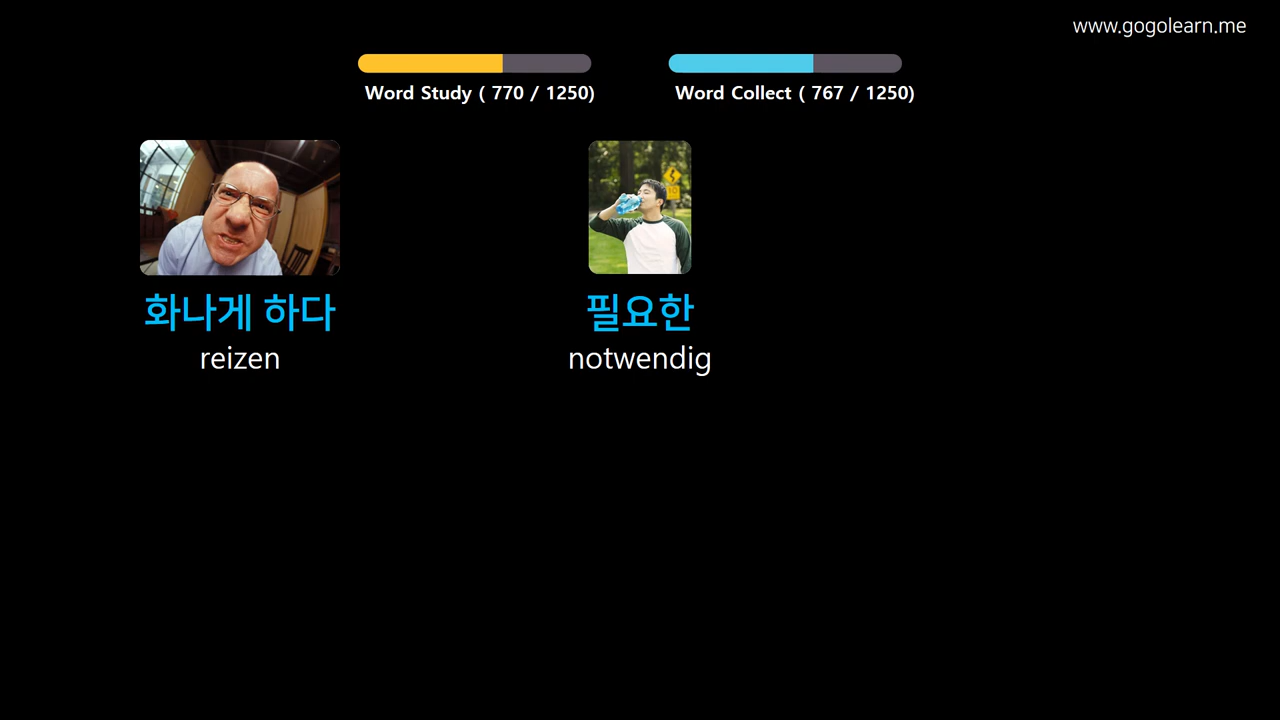 www.gogolearn.me
Word Study ( 770 / 1250)
Word Collect ( 767 / 1250)
화나게 하다
reizen
필요한
notwendig